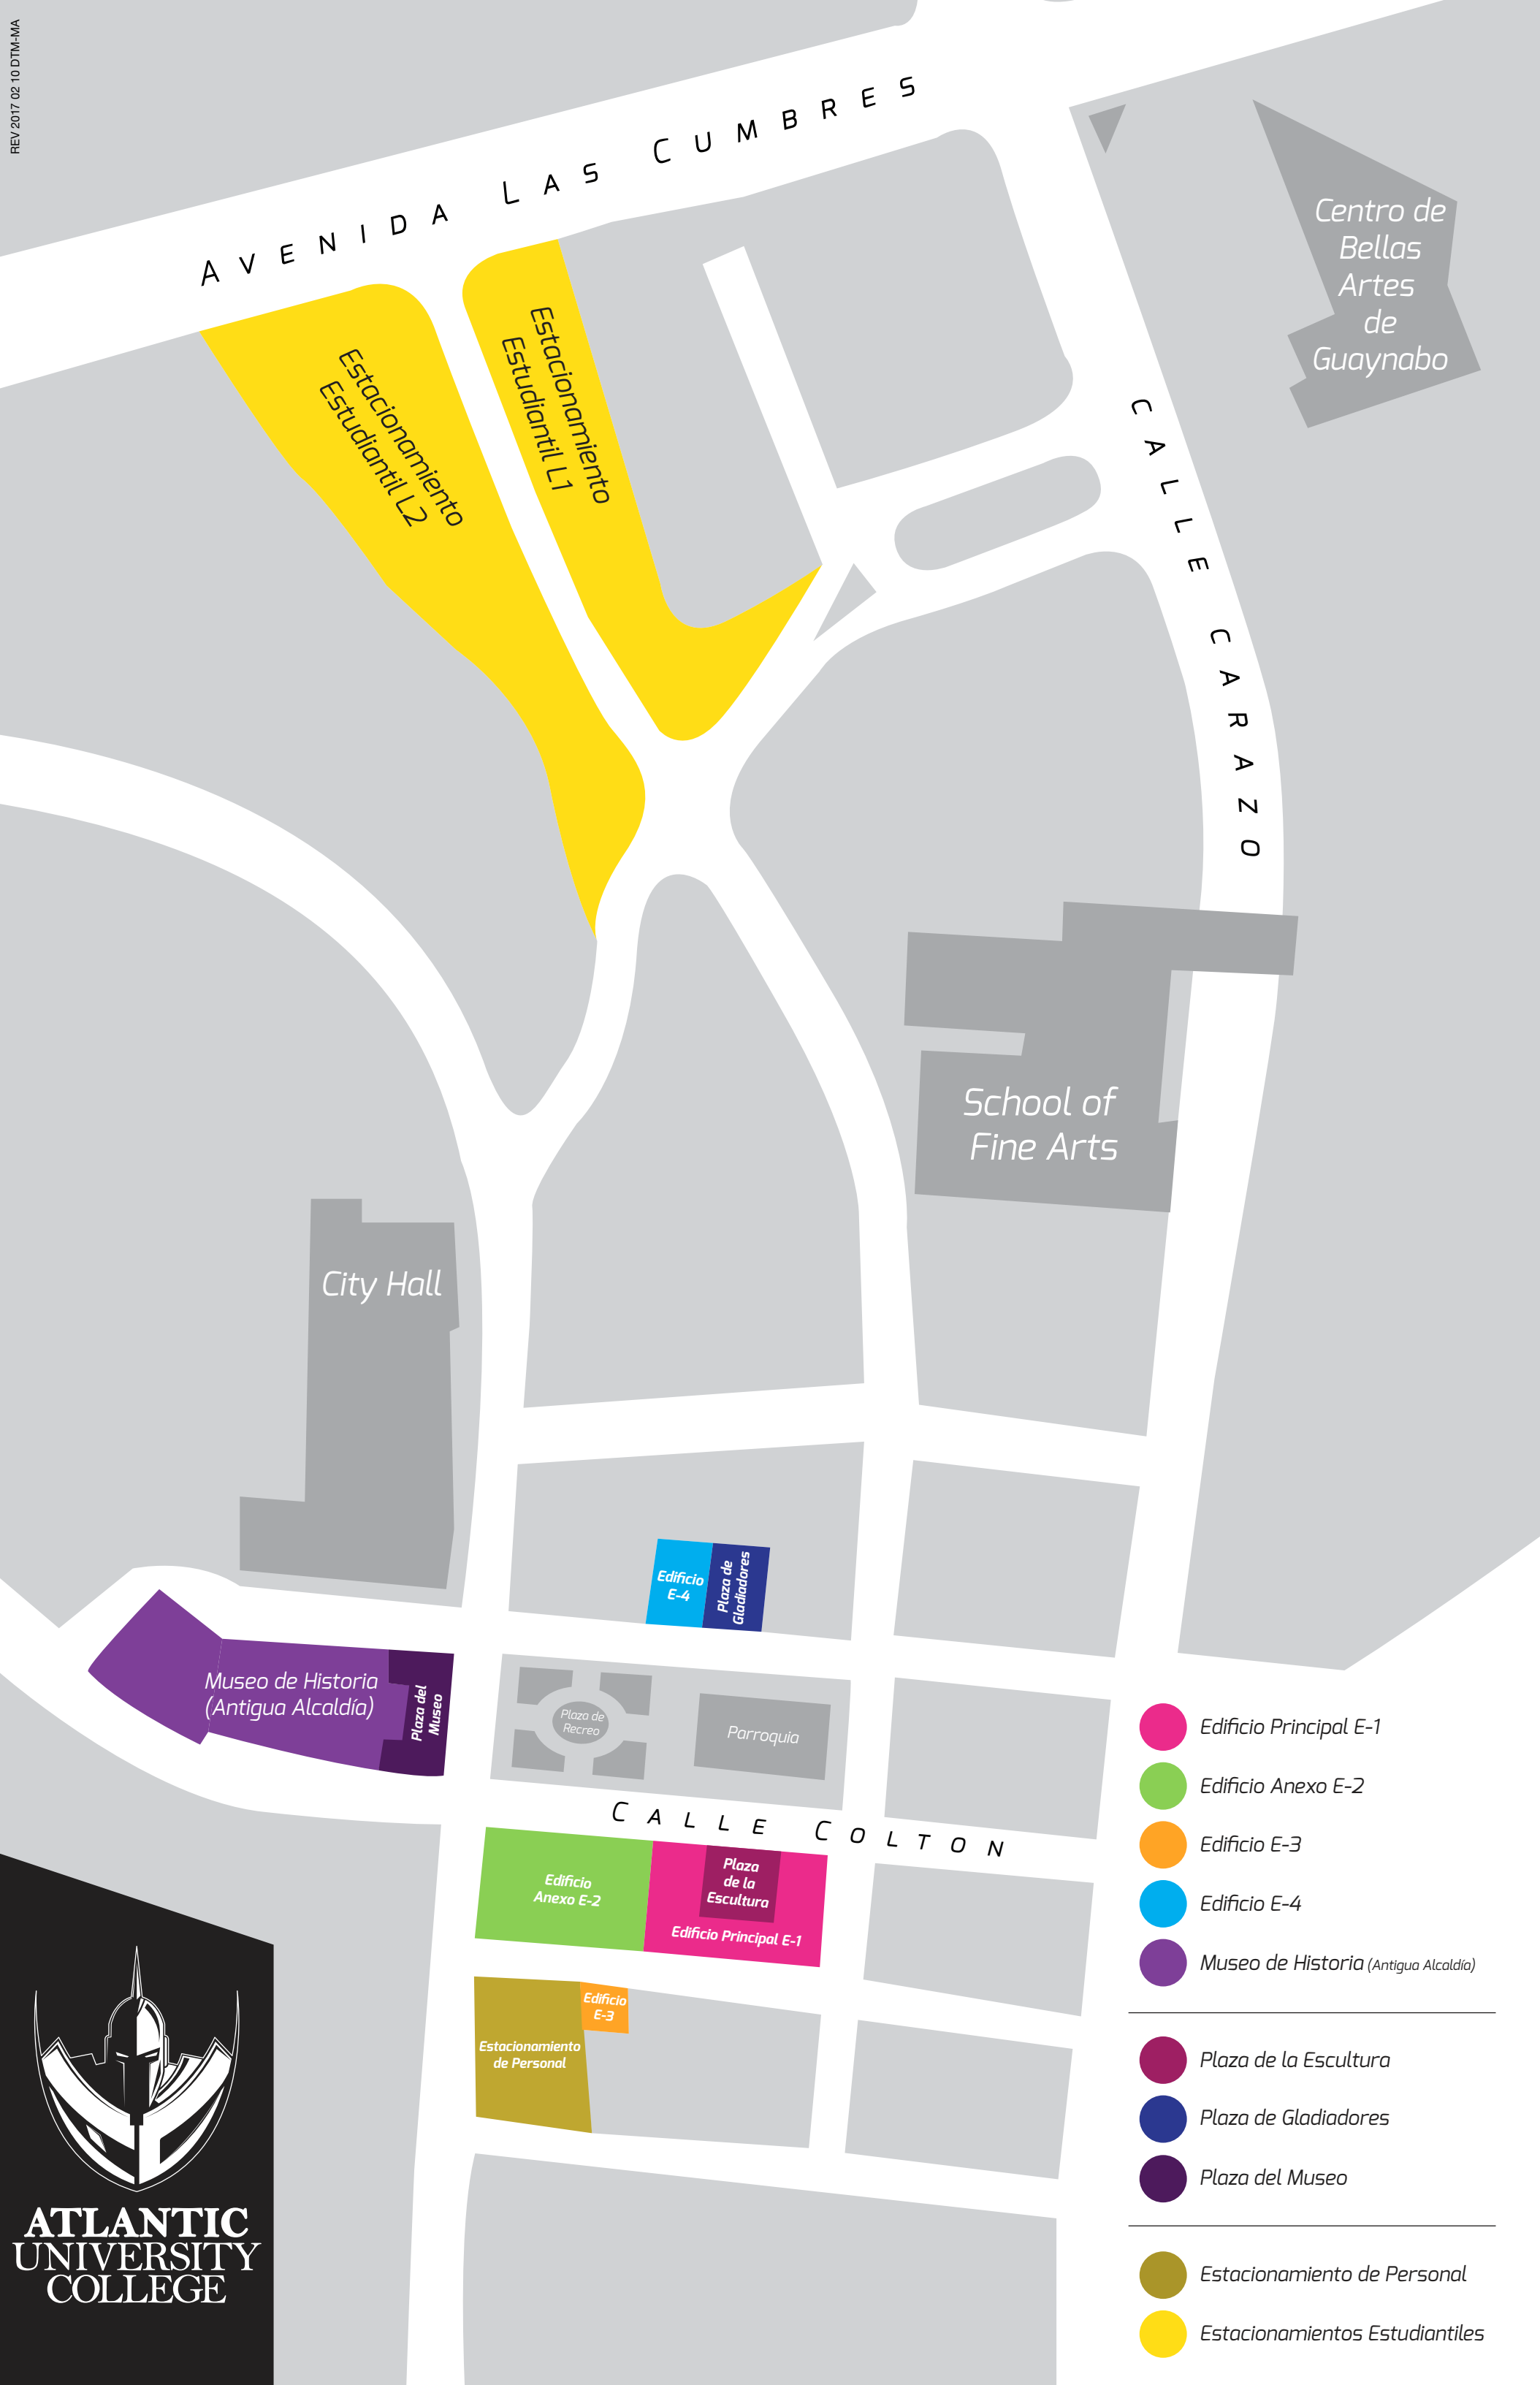 REV 2017 02 10 DTM-MA
AVENIDA LAS CUMBRES
Centro de
Bellas
Artes
de
Guaynabo
Estacionamiento
Estudiantil L2
Estacionamiento
Estudiantil L1
CALLE CARAZO
School of
Fine Arts
City Hall
Edificio
E-4
Plaza de
Gladiadores
Museo de Historia
(Antigua Alcaldía)
Plaza del
Museo
Plaza de
Recreo
Parroquia
CALLE COLTON
Edificio
Anexo E-2
Plaza
de la
Escultura
Edificio Principal E-1
Edificio
E-3
Estacionamiento
de Personal
Edificio Principal E-1
Edificio Anexo E-2
Edificio E-3
Edificio E-4
Museo de Historia (Antigua Alcaldía)
Plaza de la Escultura
Plaza de Gladiadores
Plaza del Museo
Estacionamiento de Personal
Estacionamientos Estudiantiles
ATLANTIC
UNIVERSITY
COLLEGE